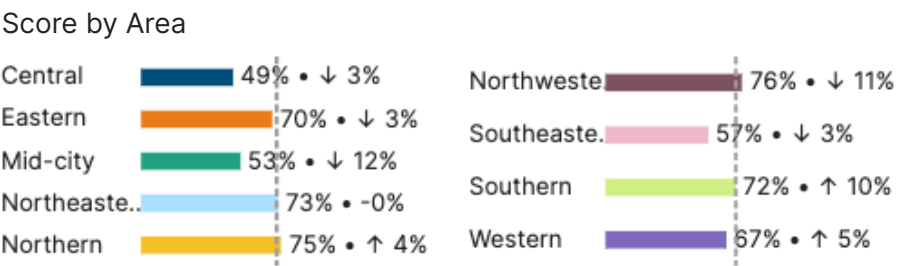 Score by Area
Central 49% • ↓ 3%
Eastern 70% • ↓ 3%
Mid-city 53% • ↓ 12%
Northeaste.. 73% • -0%
Northern 75% • ↑ 4%
Northweste. 76% • ↓ 11%
Southeaste. 57% • ↓ 3%
Southern 72% • ↑ 10%
Western 67% • ↑ 5%